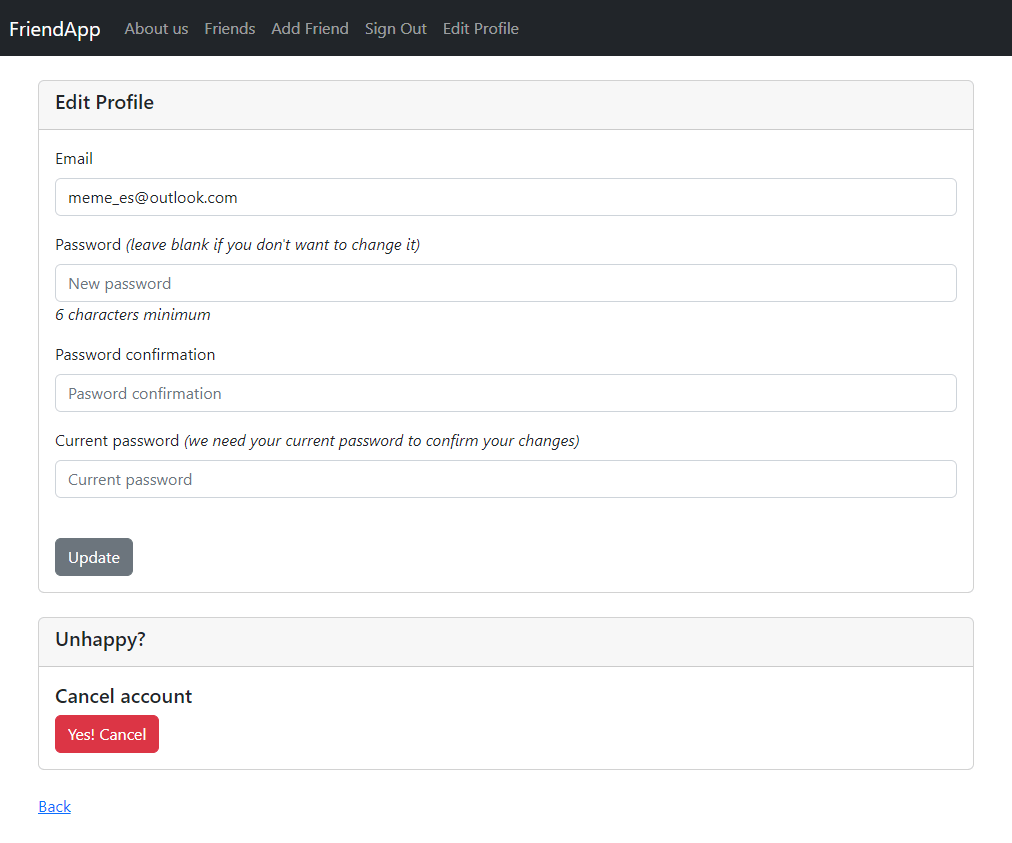 FriendApp About us Friends Add Friend Sign Out Edit Profile
Edit Profile
Email
meme_es@outlook.com
Password (leave blank if you don't want to change it)
New password
6 characters minimum
Password confirmation
Pasword confirmation
Current password (we need your current password to confirm your changes)
Current password
Update
Unhappy?
Cancel account
Yes! Cancel
Back